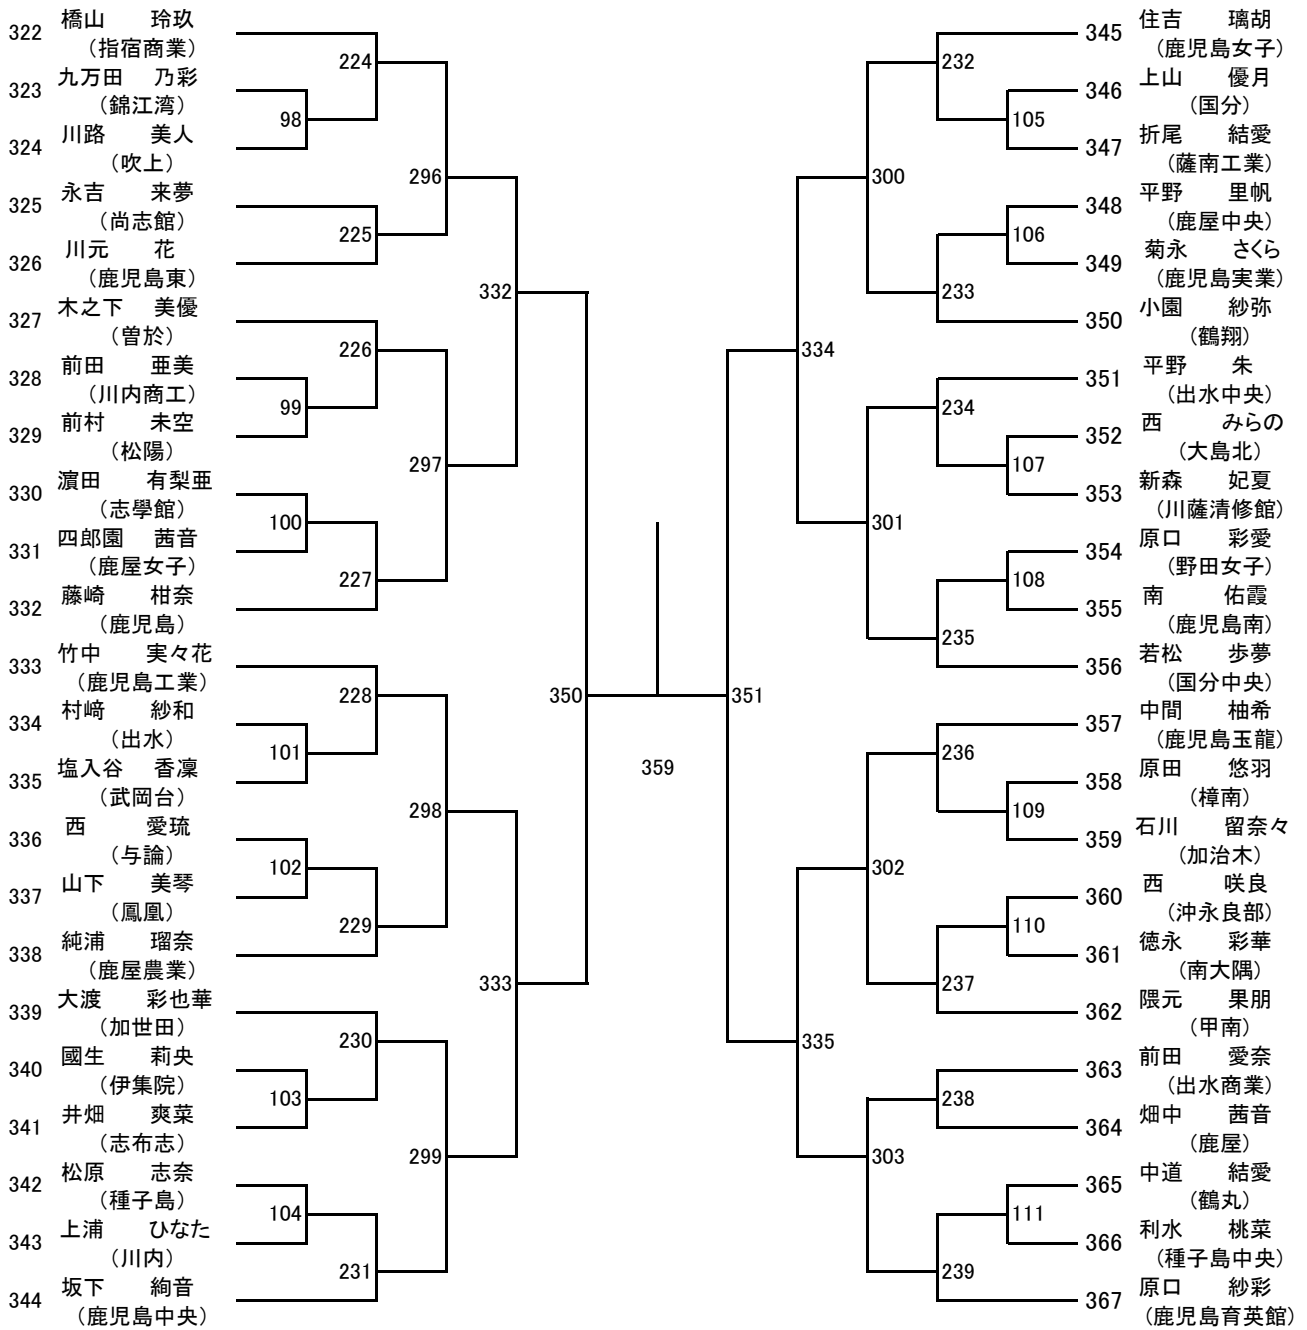 322 橋山 玲玖
(指宿商業)
323 九万田 乃彩
(錦江湾)
324 川路 美人
(吹上)
325 永吉 来夢
(尚志館)
326 川元 花
(鹿児島東)
327 木之下 美優
(曽於)
328 前田 亜美
(川内商工)
329 前村 未空
(松陽)
330 濵田 有梨亜
(志學館)
331 四郎園 茜音
(鹿屋女子)
332 藤崎 柑奈
(鹿児島)
333 竹中 実々花
(鹿児島工業)
334 村﨑 紗和
(出水)
335 塩入谷 香凜
(武岡台)
336 西 愛琉
(与論)
337 山下 美琴
(鳳凰)
338 純浦 瑠奈
(鹿屋農業)
339 大渡 彩也華
(加世田)
340 國生 莉央
(伊集院)
341 井畑 爽菜
(志布志)
342 松原 志奈
(種子島)
343 上浦 ひなた
(川内)
344 坂下 絢音
(鹿児島中央)
98
99
100
101
102
103
104
224
225
226
227
228
229
230
231
296
297
298
299
332
333
350
359
351
334
335
300
301
302
303
232
233
234
235
236
237
238
239
105
106
107
108
109
110
111
345 住吉 璃胡
(鹿児島女子)
346 上山 優月
(国分)
347 折尾 結愛
(薩南工業)
348 平野 里帆
(鹿屋中央)
349 菊永 さくら
(鹿児島実業)
350 小園 紗弥
(鶴翔)
351 平野 朱
(出水中央)
352 西 みらの
(大島北)
353 新森 妃夏
(川薩清修館)
354 原口 彩愛
(野田女子)
355 南 佑霞
(鹿児島南)
356 若松 歩夢
(国分中央)
357 中間 柚希
(鹿児島玉龍)
358 原田 悠羽
(樟南)
359 石川 留奈々
(加治木)
360 西 咲良
(沖永良部)
361 徳永 彩華
(南大隅)
362 隈元 果朋
(甲南)
363 前田 愛奈
(出水商業)
364 畑中 茜音
(鹿屋)
365 中道 結愛
(鶴丸)
366 利水 桃菜
(種子島中央)
367 原口 紗彩
(鹿児島育英館)